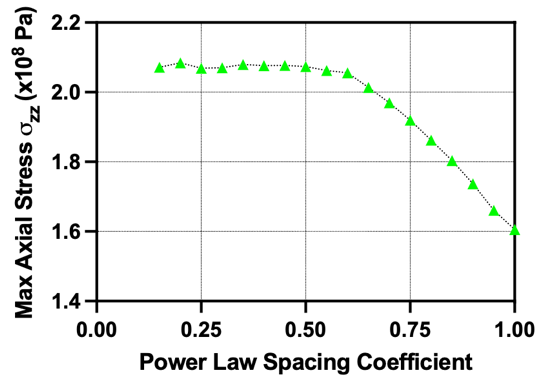 Max Axial Stress σzz (x10⁸ Pa)
2.2
2.0
1.8
1.6
1.4
0.00 0.25 0.50 0.75 1.00
Power Law Spacing Coefficient